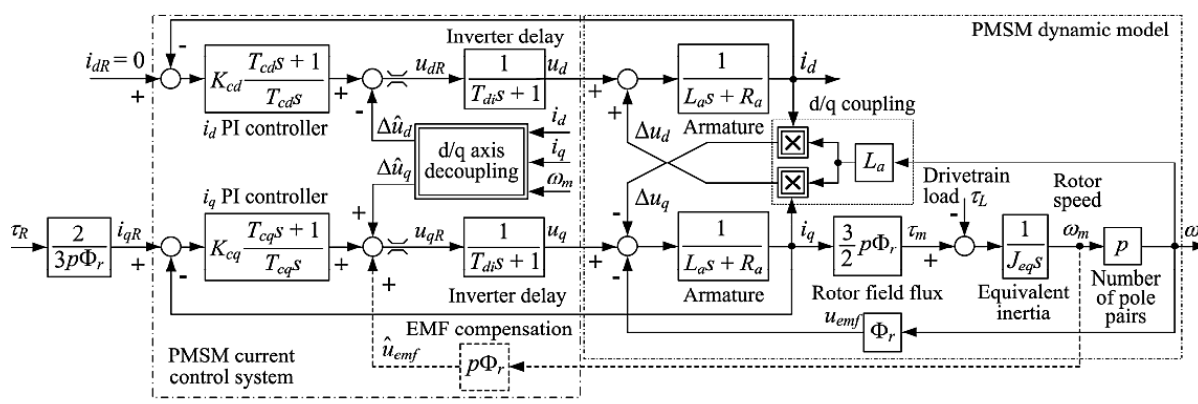 PMSM dynamic model
Inverter delay
i_dR = 0
-
+
K_cd (T_cd s + 1) / (T_cd s)
+
-
u_dR
1 / (T_di s + 1)
u_d
+
+
1 / (L_a s + R_a)
i_d
d/q coupling
i_d PI controller
Δû_d
d/q axis
decoupling
i_d
i_q
ω_m
Δu_d
Armature
×
×
L_a
Δû_q
i_q PI controller
Δu_q
Drivetrain
load
τ_L
Rotor
speed
τ_R
2 / (3pΦ_r)
i_qR
+
-
K_cq (T_cq s + 1) / (T_cq s)
+
+
+
u_qR
1 / (T_di s + 1)
u_q
+
-
-
1 / (L_a s + R_a)
i_q
3/2 pΦ_r
τ_m
+
-
1 / (J_eq s)
ω_m
p
ω
Inverter delay
Armature
Rotor field flux
Equivalent
inertia
Number
of pole
pairs
EMF compensation
u_emf
Φ_r
PMSM current
control system
û_emf
pΦ_r